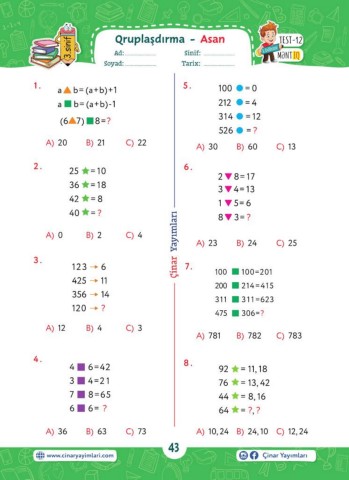 3.sinif
Qruplaşdırma - Asan
Ad:
Sinif:
Soyad:
Tarix:
TEST-12
MƏNTİQ
1.
a ▲ b=(a+b)+1
a ■ b=(a+b)-1
(6▲7) ■ 8=?
A) 20 B) 21 C) 22
2.
25 ★ = 10
36 ★ = 18
42 ★ = 8
40 ★ = ?
A) 0 B) 2 C) 4
3.
123 → 6
425 → 11
356 → 14
120 → ?
A) 12 B) 4 C) 3
4.
4 ■ 6=42
3 ■ 4=21
7 ■ 8=65
6 ■ 6= ?
A) 36 B) 63 C) 73
Çinar Yayımları
5.
100 ● = 0
212 ● = 4
314 ● = 12
526 ● = ?
A) 30 B) 60 C) 13
6.
2 ▼ 8=17
3 ▼ 4=13
1 ▼ 5=6
8 ▼ 3=?
A) 23 B) 24 C) 25
7.
100 ■ 100=201
200 ■ 214=415
311 ■ 311=623
475 ■ 306=?
A) 781 B) 782 C) 783
8.
92 ★ = 11,18
76 ★ = 13,42
44 ★ = 8,16
64 ★ = ?,?
A) 10,24 B) 24,10 C) 12,24
www.cinaryayimlari.com
43
Çinar Yayımları